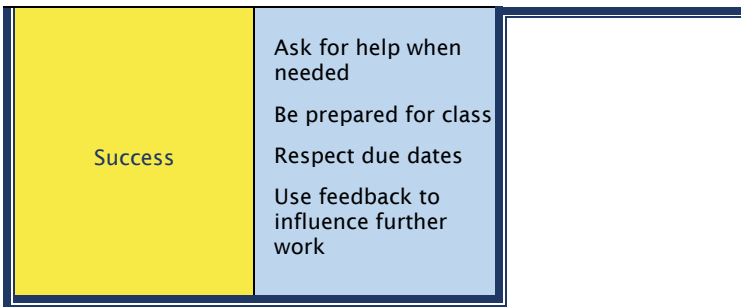 Success
Ask for help when
needed
Be prepared for class
Respect due dates
Use feedback to
influence further
work